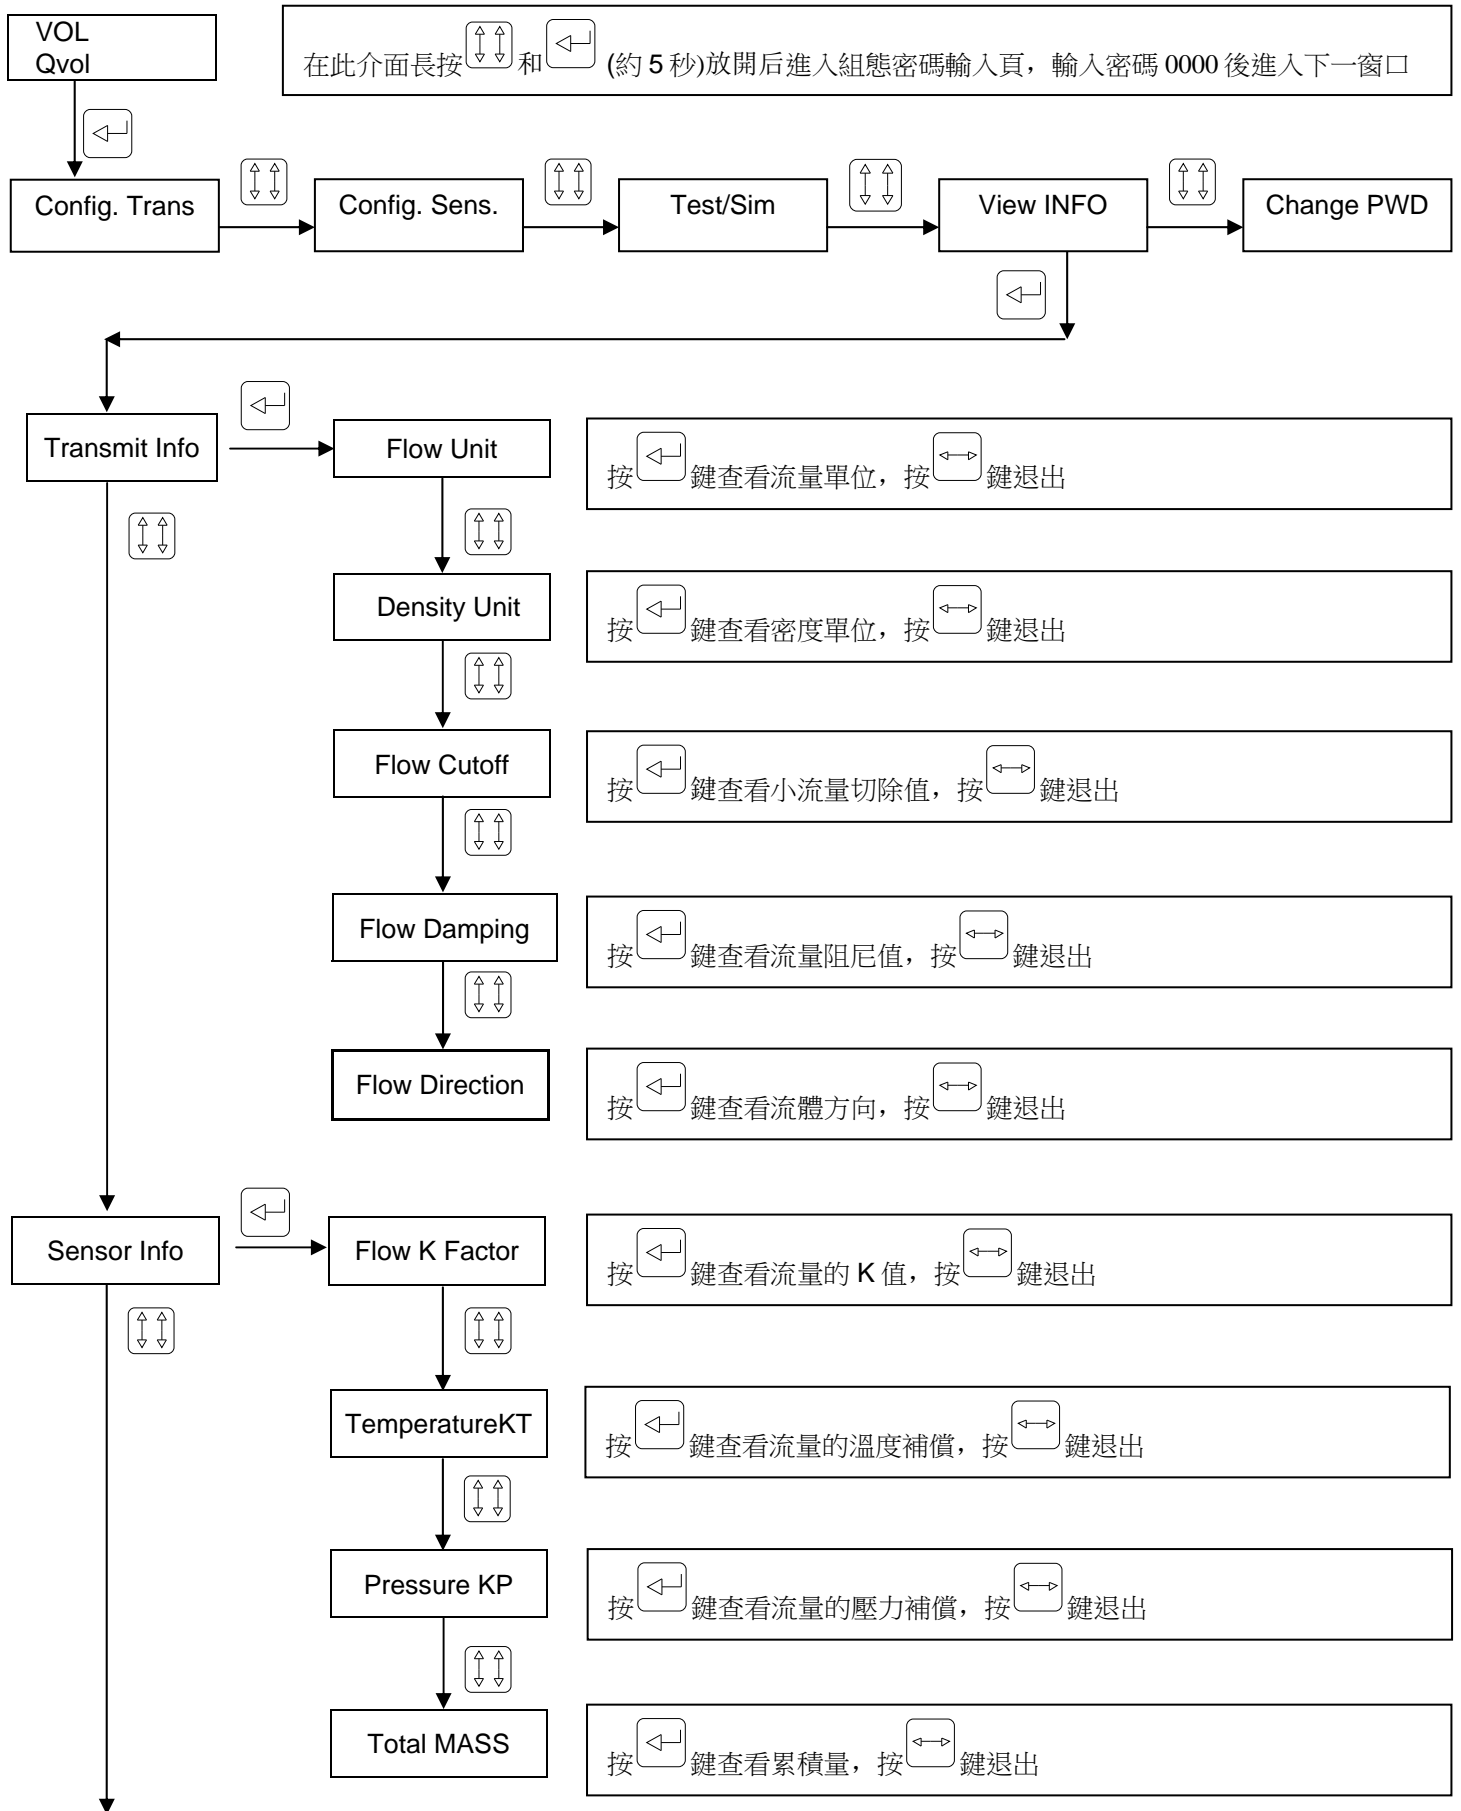 VOL
Qvol
在此介面長按和(約 5 秒)放開后進入組態密碼輸入頁，輸入密碼 0000 後進入下一窗口
Config. Trans
Config. Sens.
Test/Sim
View INFO
Change PWD
Transmit Info
Flow Unit
按鍵查看流量單位，按鍵退出
Density Unit
按鍵查看密度單位，按鍵退出
Flow Cutoff
按鍵查看小流量切除值，按鍵退出
Flow Damping
按鍵查看流量阻尼值，按鍵退出
Flow Direction
按鍵查看流體方向，按鍵退出
Sensor Info
Flow K Factor
按鍵查看流量的 K 值，按鍵退出
TemperatureKT
按鍵查看流量的溫度補償，按鍵退出
Pressure KP
按鍵查看流量的壓力補償，按鍵退出
Total MASS
按鍵查看累積量，按鍵退出